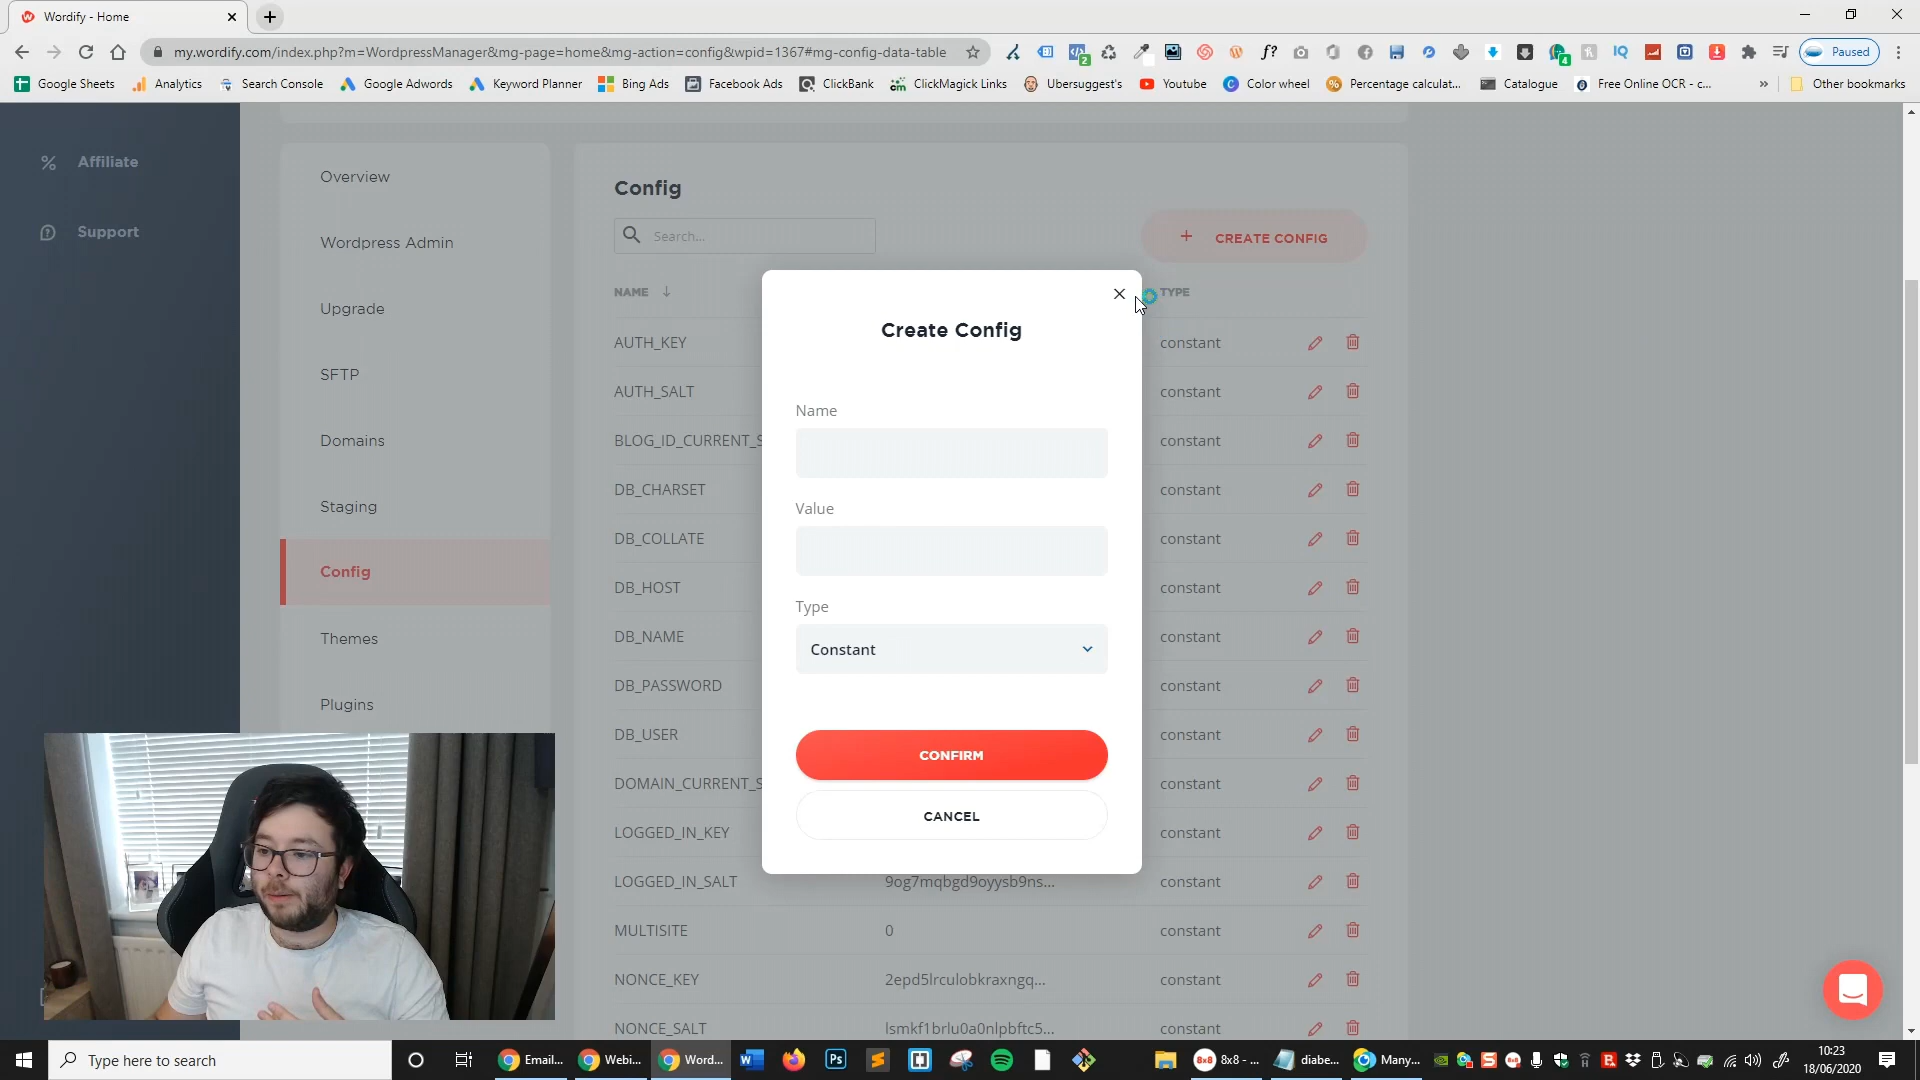 Wordify - Home
my.wordify.com/index.php?m=WordpressManager&mg-page=home&mg-action=config&wpid=1367#mg-config-data-table
Paused
Google Sheets
Analytics
Search Console
Google Adwords
Keyword Planner
Bing Ads
Facebook Ads
ClickBank
ClickMagick Links
Ubersuggest's
Youtube
Color wheel
Percentage calculat...
Catalogue
Free Online OCR - c...
Other bookmarks
Affiliate
Support
Overview
Wordpress Admin
Upgrade
SFTP
Domains
Staging
Config
Themes
Plugins
Config
Search...
CREATE CONFIG
NAME
TYPE
AUTH_KEY
constant
AUTH_SALT
constant
BLOG_ID_CURRENT_S
constant
DB_CHARSET
constant
DB_COLLATE
constant
DB_HOST
constant
DB_NAME
constant
DB_PASSWORD
constant
DB_USER
constant
DOMAIN_CURRENT_S
constant
LOGGED_IN_KEY
constant
LOGGED_IN_SALT
9og7mqbgd9oyysb9ns...
constant
MULTISITE
0
constant
NONCE_KEY
2epd5lrculobkraxngq...
constant
NONCE_SALT
lsmkf1brlu0a0nlpbftc5...
constant
Create Config
Name
Value
Type
Constant
CONFIRM
CANCEL
Type here to search
Email...
Webi...
Word...
8x8 - ...
diabe...
Many...
10:23
18/06/2020